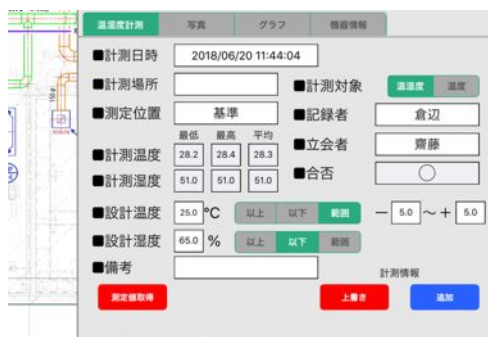 温湿度計測 写真 グラフ 機器情報
■計測日時 2018/06/20 11:44:04
■計測場所 ■計測対象 温湿度 温度
■測定位置 基準 ■記録者 倉辺
最低 最高 平均
■計測温度 28.2 28.4 28.3 ■立会者 齋藤
■計測湿度 51.0 51.0 51.0 ■合否 ○
■設計温度 25.0 °C 以上 以下 範囲 － 5.0 ～＋ 5.0
■設計湿度 65.0 % 以上 以下 範囲
■備考 計測情報
測定値取得 上書き 追加